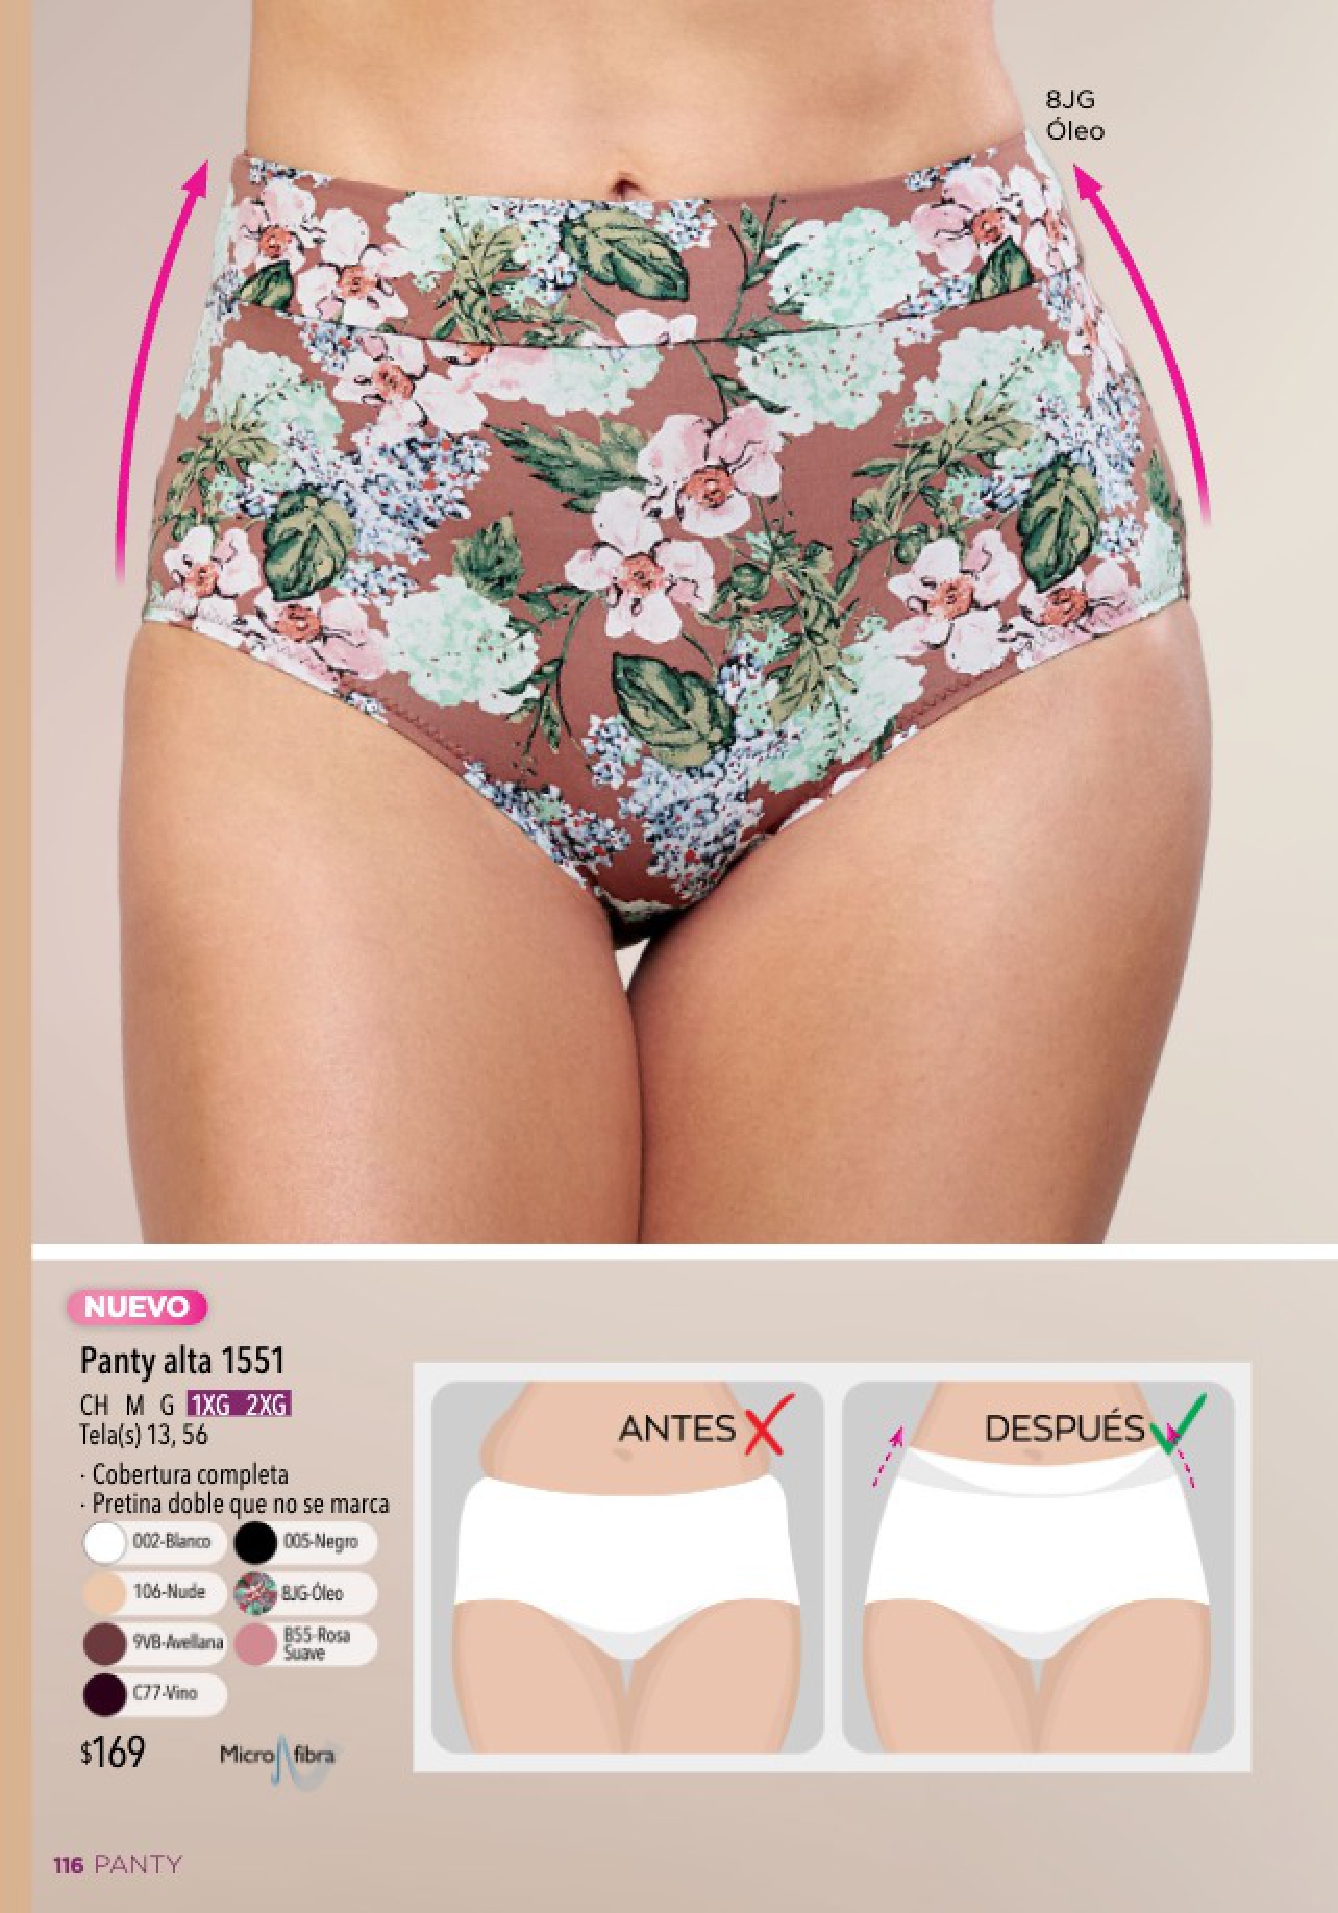 8JG
Óleo
NUEVO
Panty alta 1551
CH M G 1XG 2XG
Tela(s) 13, 56
· Cobertura completa
· Pretina doble que no se marca
002-Blanco
005-Negro
106-Nude
8JG-Óleo
9VB-Avellana
B55-Rosa
Suave
C77-Vino
$169
Micro fibra
ANTES
DESPUÉS
116 PANTY